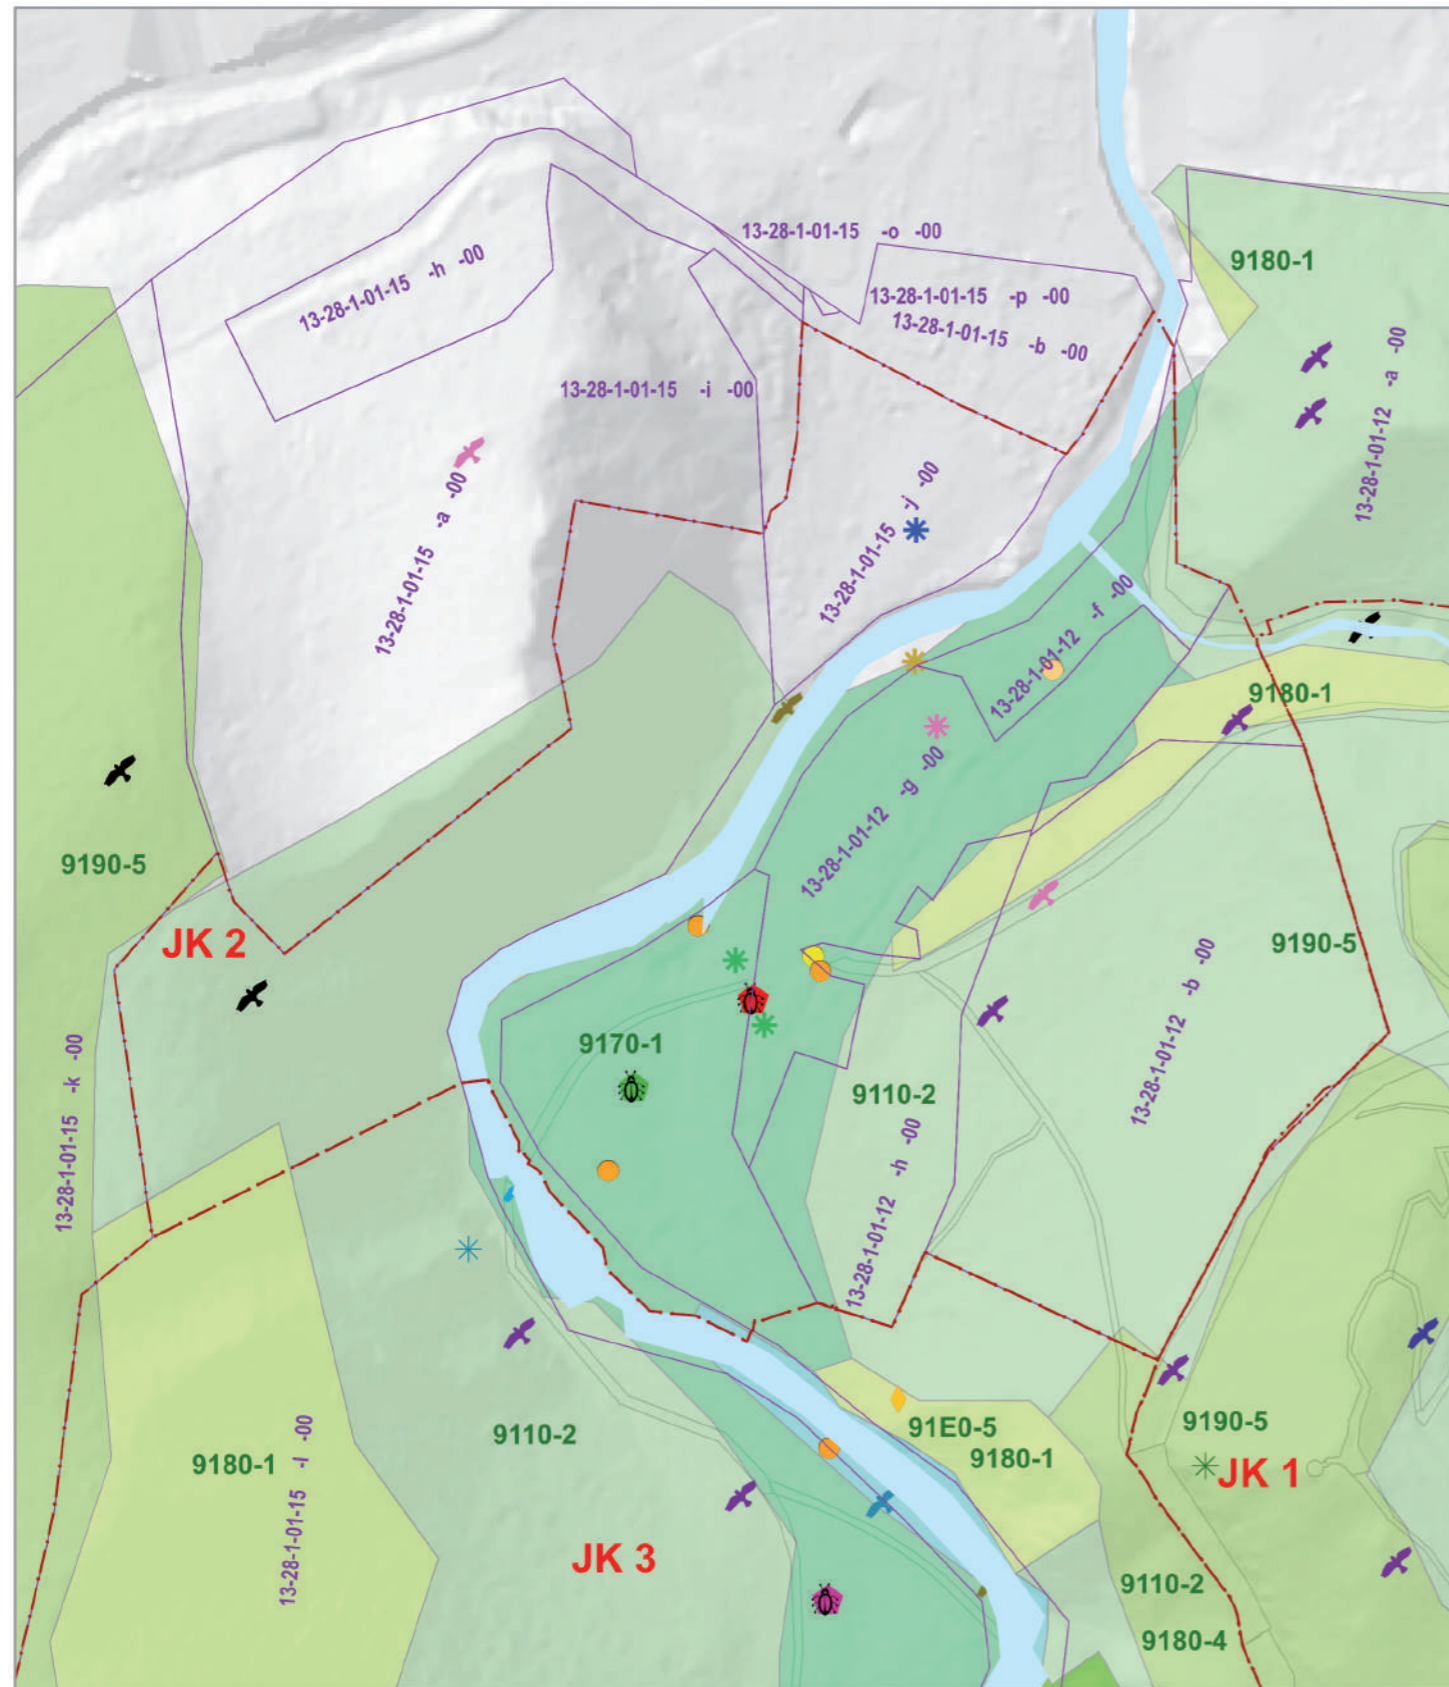 13-28-1-01-15 -o -00
9180-1
13-28-1-01-15 -h -00
13-28-1-01-15 -p -00
13-28-1-01-15 -b -00
13-28-1-01-12 -a -00
13-28-1-01-15 -i -00
13-28-1-01-15 -a -00
13-28-1-01-15 -j -00
13-28-1-01-12 -f -00
9180-1
13-28-1-01-12 -g -00
9190-5
JK 2
9190-5
13-28-1-01-12 -b -00
9170-1
13-28-1-01-15 -k -00
9110-2
13-28-1-01-12 -h -00
9190-5
91E0-5
9110-2
9180-1
9180-1
13-28-1-01-15 -l -00
JK 1
JK 3
9110-2
9180-4